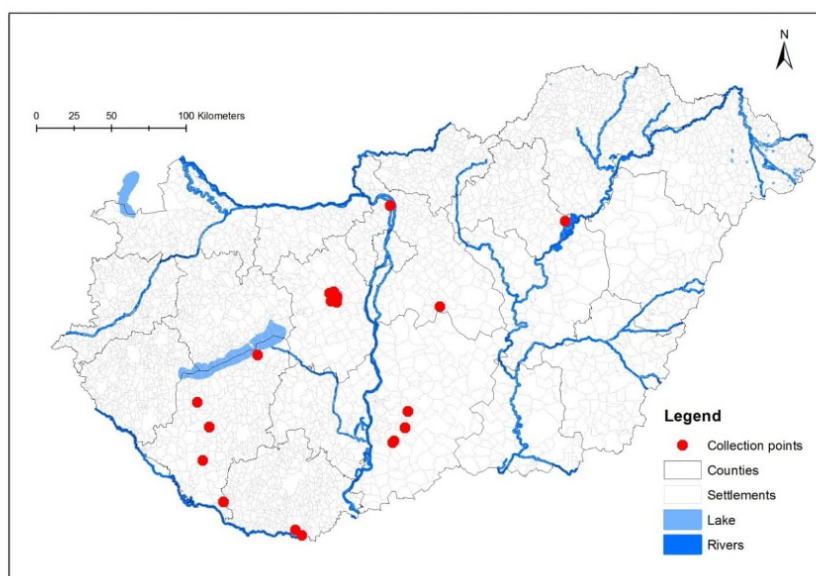 N
0 25 50 100 Kilometers
Legend
Collection points
Counties
Settlements
Lake
Rivers